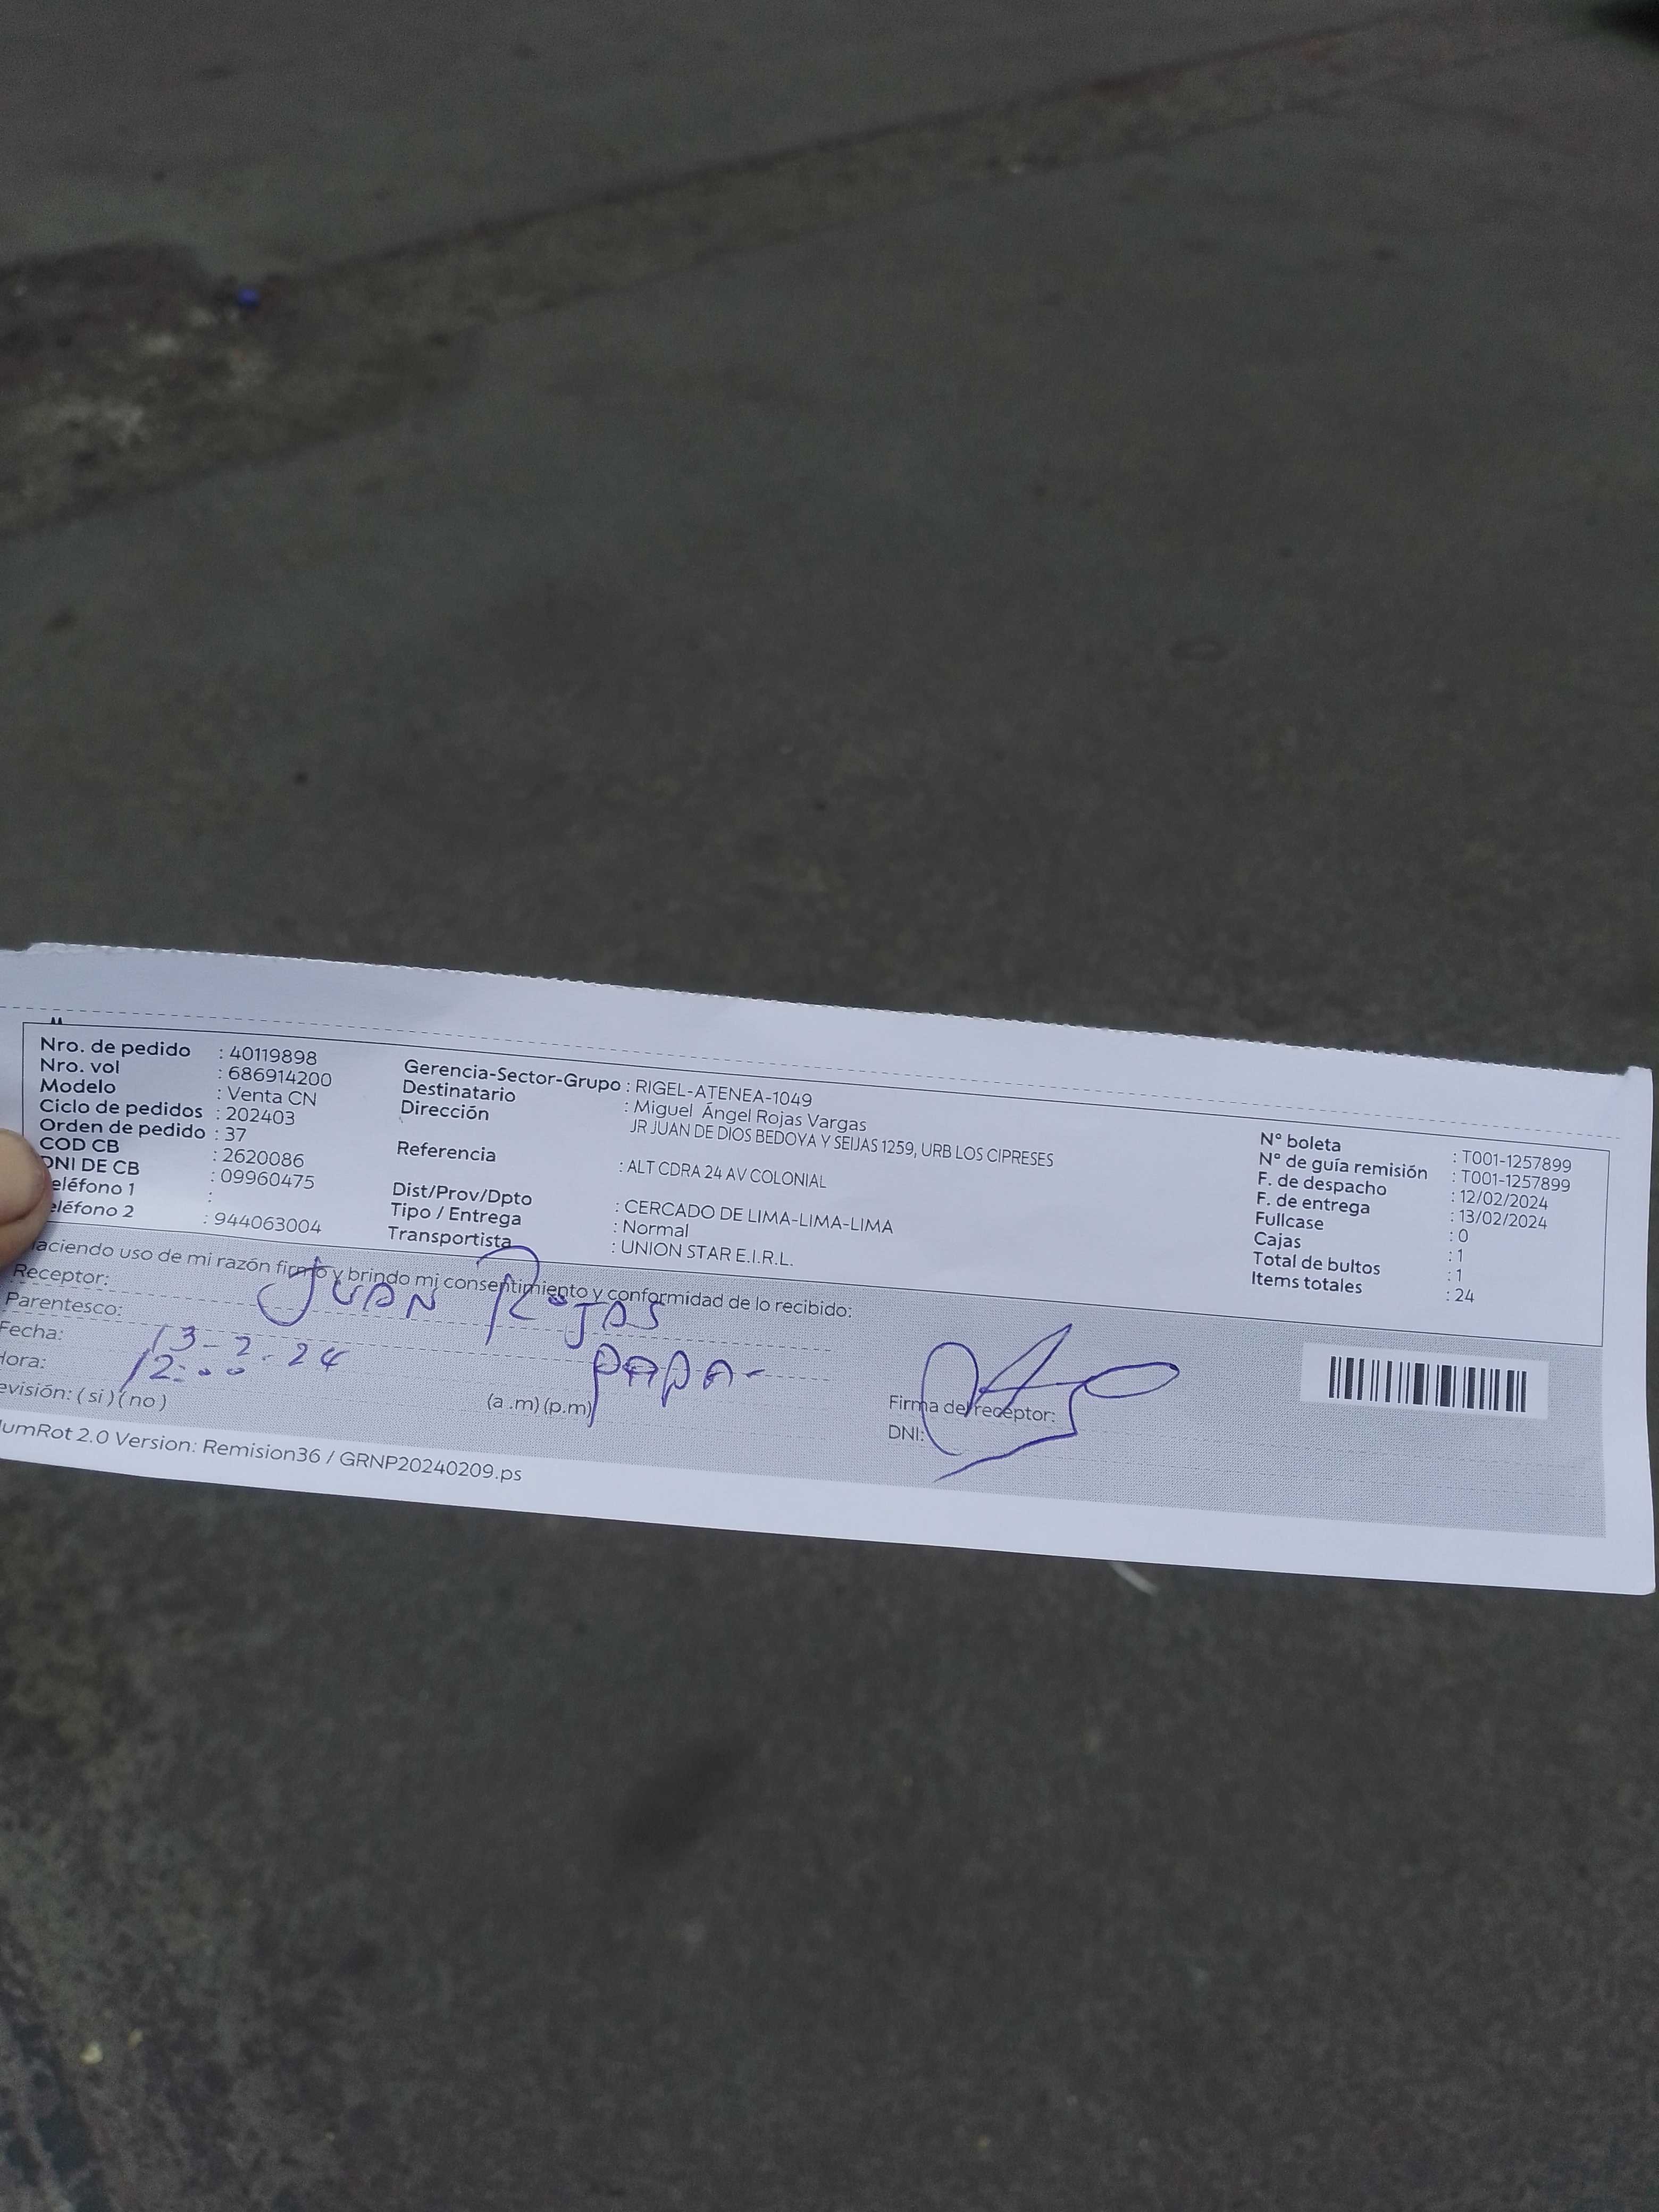 Nro. de pedido : 40119898
Nro. vol : 686914200
Modelo : Venta CN
Ciclo de pedidos : 202403
Orden de pedido : 37
COD CB : 2620086
DNI DE CB : 09960475
eléfono 1 :
eléfono 2 : 944063004
Gerencia-Sector-Grupo : RIGEL-ATENEA-1049
Destinatario : Miguel Ángel Rojas Vargas
Dirección JR JUAN DE DIOS BEDOYA Y SEIJAS 1259, URB LOS CIPRESES
Referencia : ALT CDRA 24 AV COLONIAL
Dist/Prov/Dpto : CERCADO DE LIMA-LIMA-LIMA
Tipo / Entrega : Normal
Transportista : UNION STAR E.I.R.L.
N° boleta : T001-1257899
N° de guía remisión : T001-1257899
F. de despacho : 12/02/2024
F. de entrega : 13/02/2024
Fullcase : 0
Cajas : 1
Total de bultos : 1
Items totales : 24
aciendo uso de mi razón firmo y brindo mi consentimiento y conformidad de lo recibido:
Receptor: JUAN ROJAS
Parentesco: PAPA-
Fecha: 13-2-24
Hora: 12:00 (a .m) (p.m)
evisión: ( si ) ( no )
Firma del receptor:
DNI:
umRot 2.0 Version: Remision36 / GRNP20240209.ps